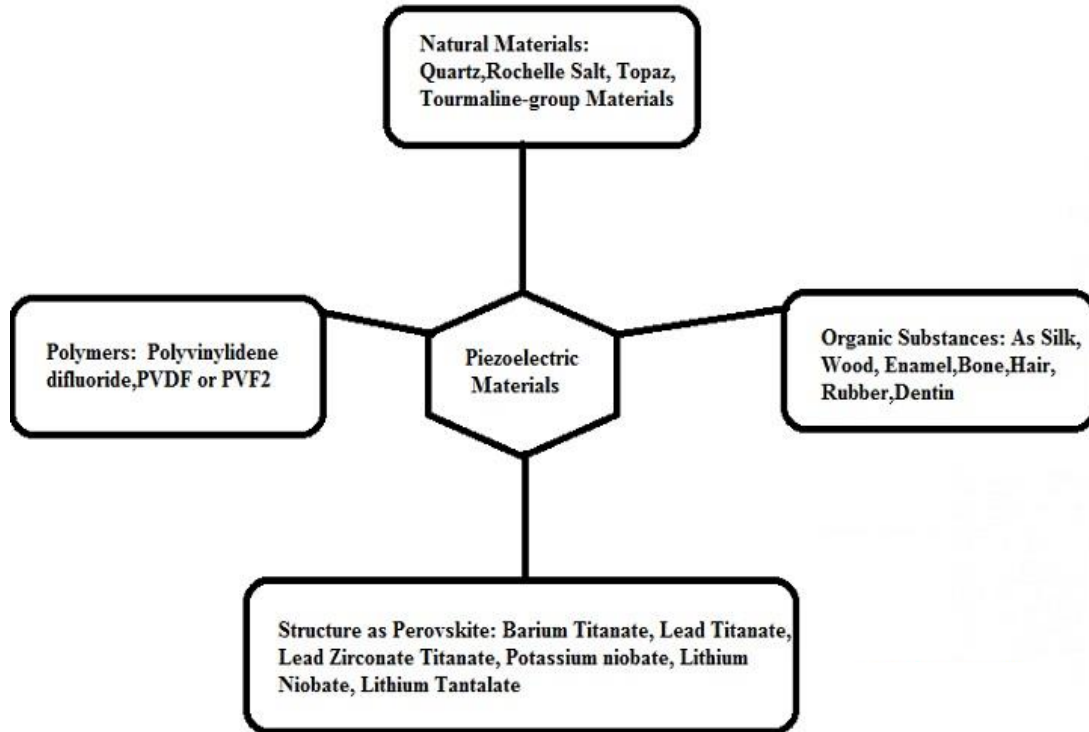 Natural Materials:
Quartz,Rochelle Salt, Topaz,
Tourmaline-group Materials
Polymers:  Polyvinylidene
difluoride,PVDF or PVF2
Piezoelectric
Materials
Organic Substances: As Silk,
Wood, Enamel,Bone,Hair,
Rubber,Dentin
Structure as Perovskite: Barium Titanate, Lead Titanate,
Lead Zirconate Titanate, Potassium niobate, Lithium
Niobate, Lithium Tantalate